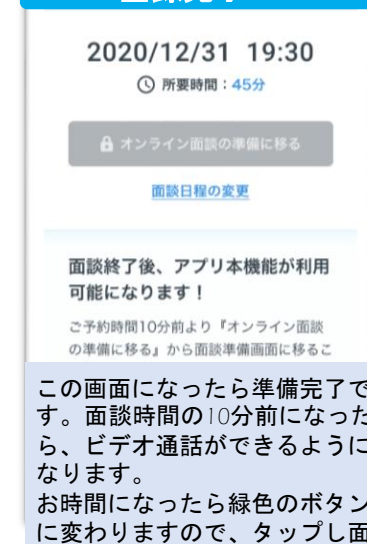 2020/12/31 19:30
所要時間：45分
オンライン面談の準備に移る
面談日程の変更
面談終了後、アプリ本機能が利用
可能になります！
ご予約時間10分前より『オンライン面談
の準備に移る』から面談準備画面に移るこ
この画面になったら準備完了で
す。面談時間の10分前になった
ら、ビデオ通話ができるように
なります。
お時間になったら緑色のボタン
に変わりますので、タップし面